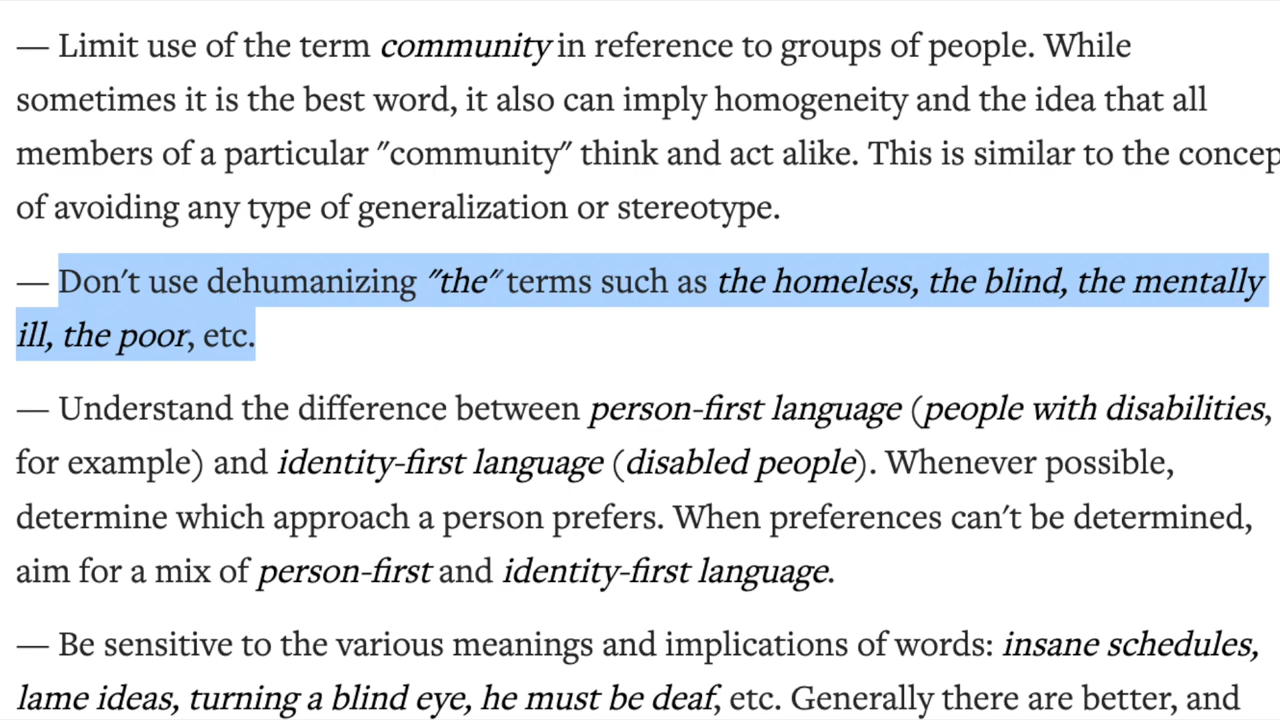 — Limit use of the term community in reference to groups of people. While
sometimes it is the best word, it also can imply homogeneity and the idea that all
members of a particular "community" think and act alike. This is similar to the concep
of avoiding any type of generalization or stereotype.
— Don't use dehumanizing "the" terms such as the homeless, the blind, the mentally
ill, the poor, etc.
— Understand the difference between person-first language (people with disabilities,
for example) and identity-first language (disabled people). Whenever possible,
determine which approach a person prefers. When preferences can't be determined,
aim for a mix of person-first and identity-first language.
— Be sensitive to the various meanings and implications of words: insane schedules,
lame ideas, turning a blind eye, he must be deaf, etc. Generally there are better, and